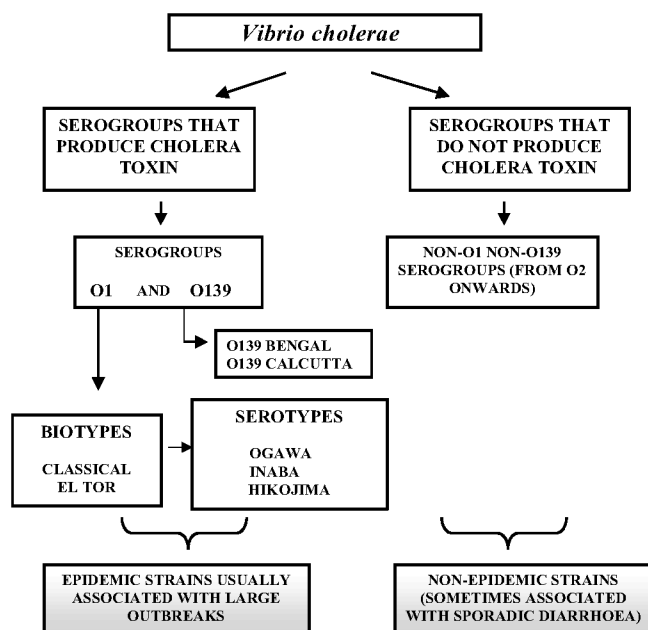 Vibrio cholerae
SEROGROUPS THAT
PRODUCE CHOLERA
TOXIN
SEROGROUPS THAT
DO NOT PRODUCE
CHOLERA TOXIN
SEROGROUPS
O1 AND O139
NON-O1 NON-O139
SEROGROUPS (FROM O2
ONWARDS)
O139 BENGAL
O139 CALCUTTA
BIOTYPES
CLASSICAL
EL TOR
SEROTYPES
OGAWA
INABA
HIKOJIMA
EPIDEMIC STRAINS USUALLY
ASSOCIATED WITH LARGE
OUTBREAKS
NON-EPIDEMIC STRAINS
(SOMETIMES ASSOCIATED
WITH SPORADIC DIARRHOEA)